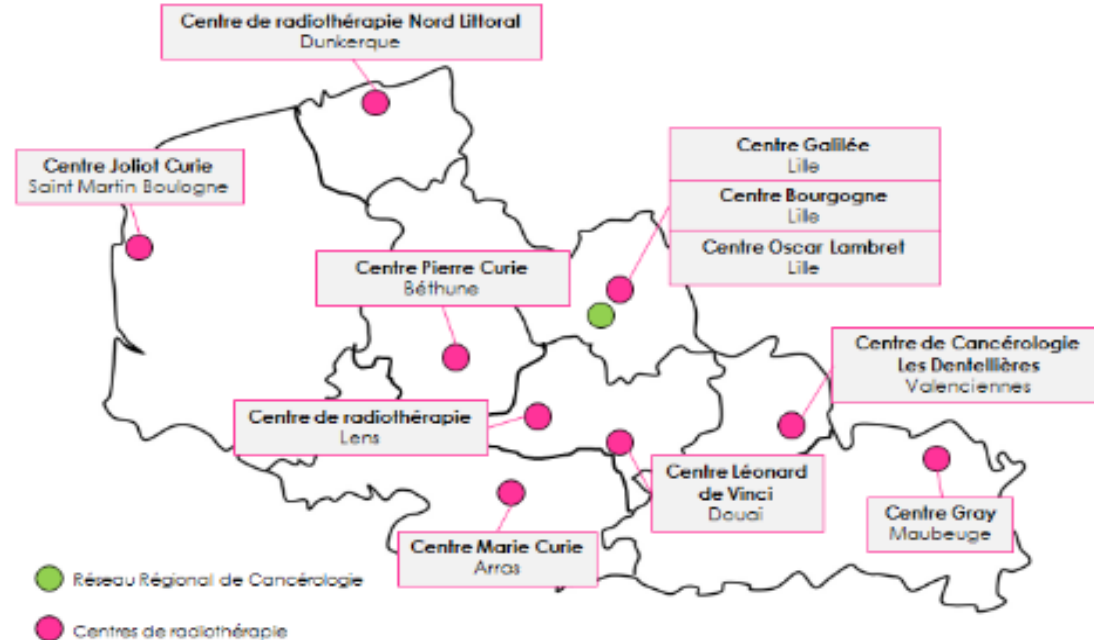 Centre de radiothérapie Nord Littoral
Dunkerque
Centre Joliot Curie
Saint Martin Boulogne
Centre Galilée
Lille
Centre Bourgogne
Lille
Centre Oscar Lambret
Lille
Centre Pierre Curie
Béthune
Centre de Cancérologie
Les Dentellières
Valenciennes
Centre de radiothérapie
Lens
Centre Léonard
de Vinci
Douai
Centre Gray
Maubeuge
Centre Marie Curie
Arras
Réseau Régional de Cancérologie
Centres de radiothérapie